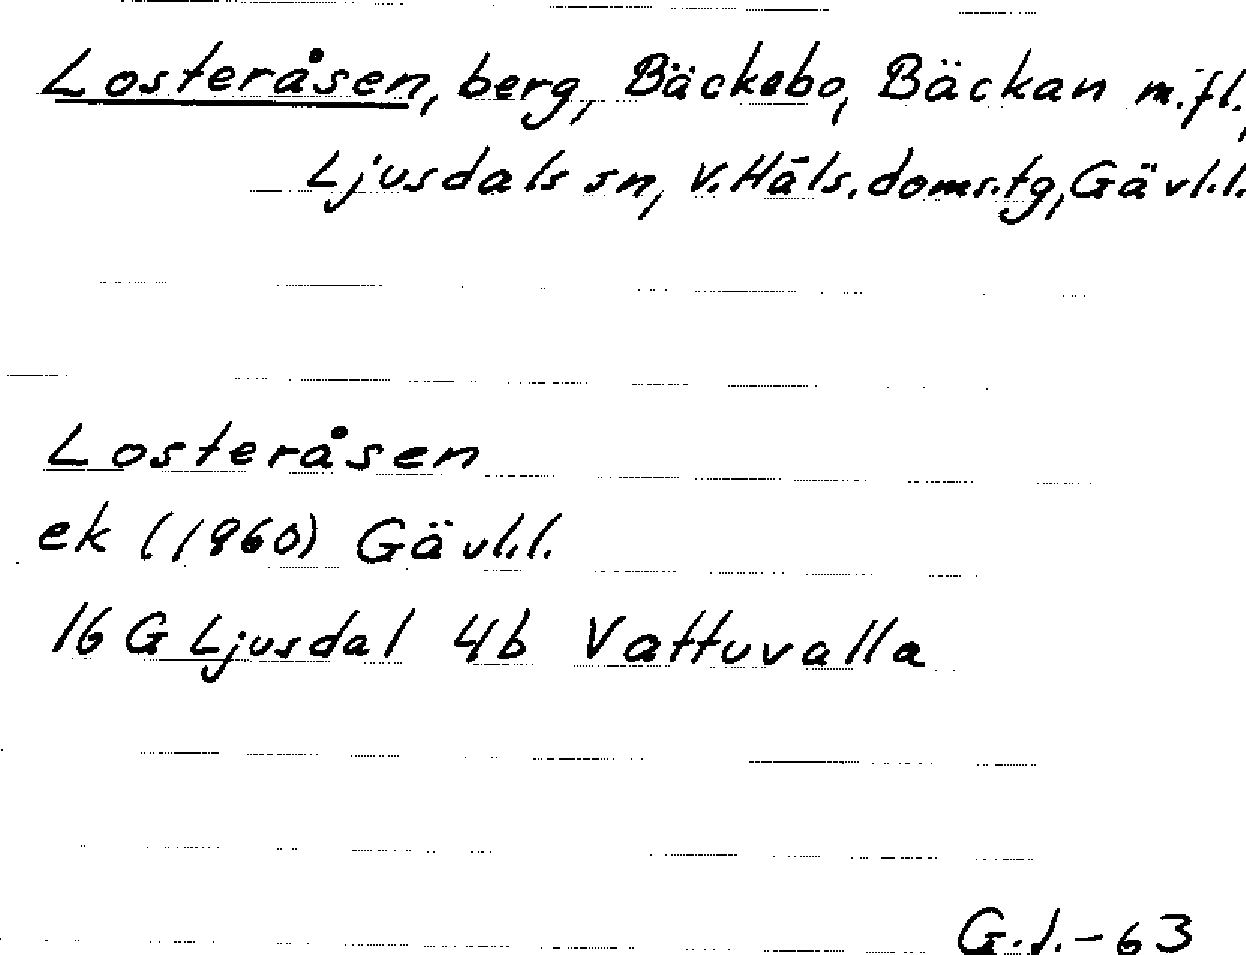 Losteråsen, berg, Bäckebo, Bäckan m.fl.,
Ljusdals sn, V. Häls. doms.tg, Gävl.l.
Losteråsen
ek (1960) Gävl.l.
16 G Ljusdal 4b Vattuvalla
G.J. - 63